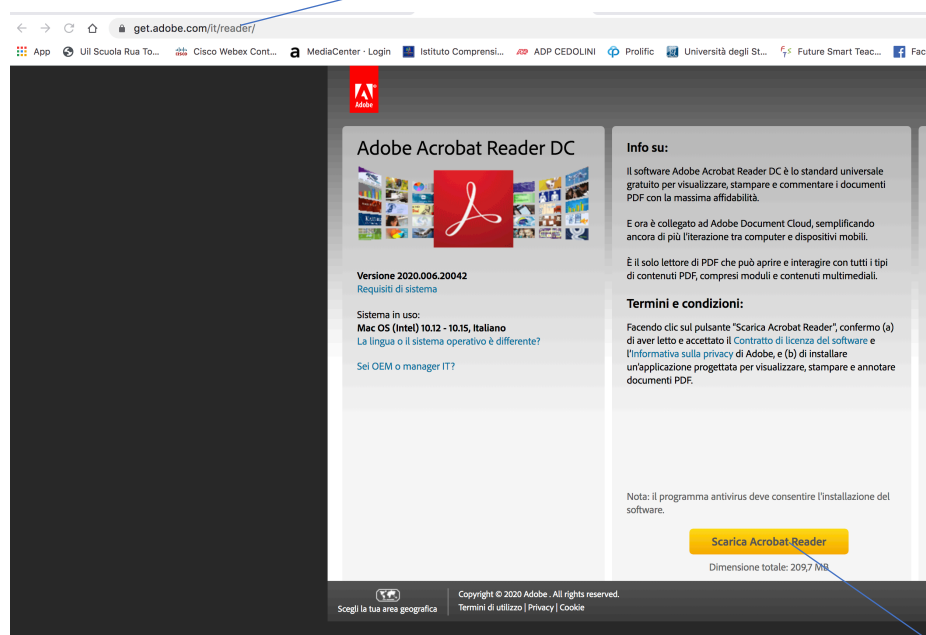 get.adobe.com/it/reader/
App Uil Scuola Rua To... Cisco Webex Cont... MediaCenter · Login Istituto Comprensi... ADP CEDOLINI Prolific Università degli St... Future Smart Teac... Fac
Adobe
Adobe Acrobat Reader DC
Versione 2020.006.20042
Requisiti di sistema
Sistema in uso:
Mac OS (Intel) 10.12 - 10.15, Italiano
La lingua o il sistema operativo è differente?
Sei OEM o manager IT?
Info su:
Il software Adobe Acrobat Reader DC è lo standard universale
gratuito per visualizzare, stampare e commentare i documenti
PDF con la massima affidabilità.
E ora è collegato ad Adobe Document Cloud, semplificando
ancora di più l'iterazione tra computer e dispositivi mobili.
È il solo lettore di PDF che può aprire e interagire con tutti i tipi
di contenuti PDF, compresi moduli e contenuti multimediali.
Termini e condizioni:
Facendo clic sul pulsante "Scarica Acrobat Reader", confermo (a)
di aver letto e accettato il Contratto di licenza del software e
l'Informativa sulla privacy di Adobe, e (b) di installare
un'applicazione progettata per visualizzare, stampare e annotare
documenti PDF.
Nota: il programma antivirus deve consentire l'installazione del
software.
Scarica Acrobat Reader
Dimensione totale: 209,7 MB
Scegli la tua area geografica
Copyright © 2020 Adobe . All rights reserved.
Termini di utilizzo | Privacy | Cookie